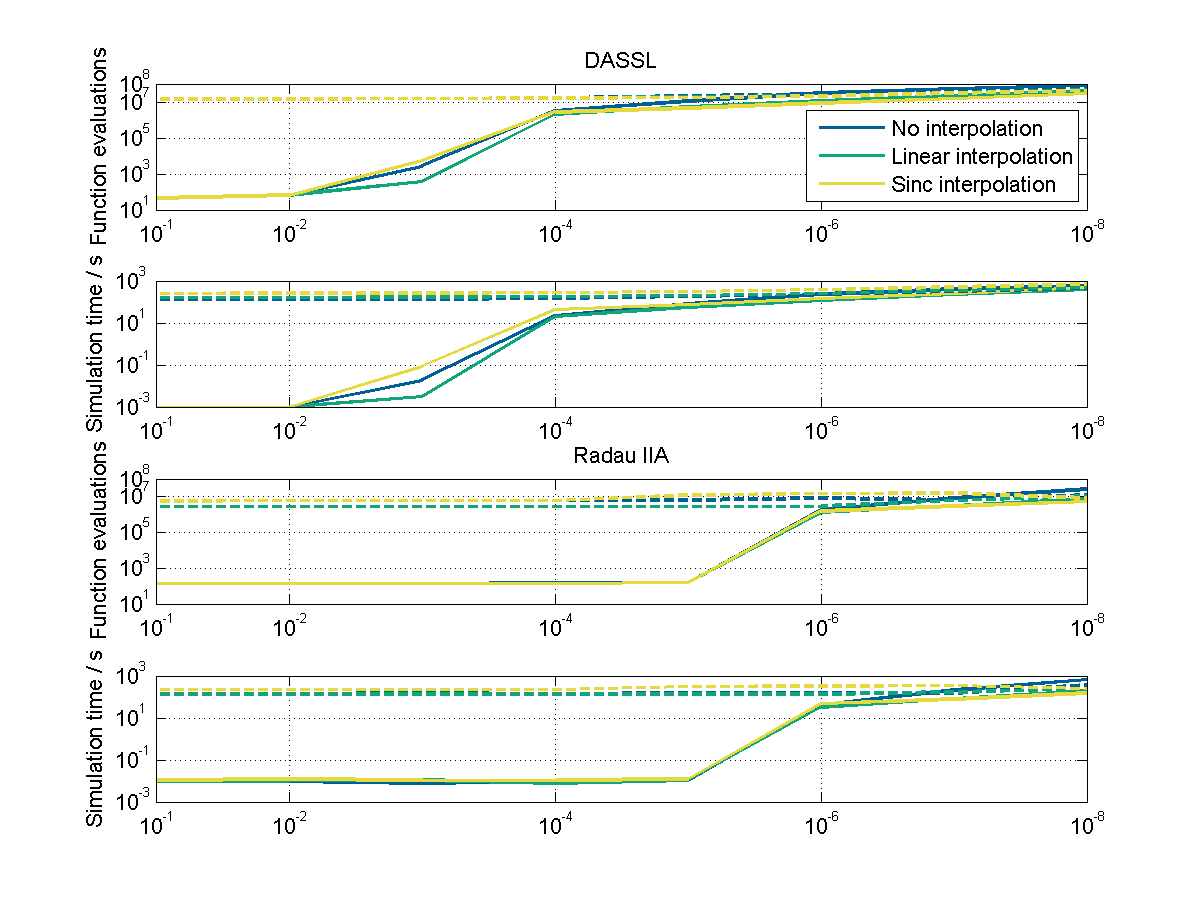 DASSL
Function evaluations
10^8
10^7
10^5
10^3
10^1
No interpolation
Linear interpolation
Sinc interpolation
10^-1 10^-2 10^-4 10^-6 10^-8
Simulation time / s
10^3
10^1
10^-1
10^-3
10^-1 10^-2 10^-4 10^-6 10^-8
Radau IIA
Function evaluations
10^8
10^7
10^5
10^3
10^1
10^-1 10^-2 10^-4 10^-6 10^-8
Simulation time / s
10^3
10^1
10^-1
10^-3
10^-1 10^-2 10^-4 10^-6 10^-8